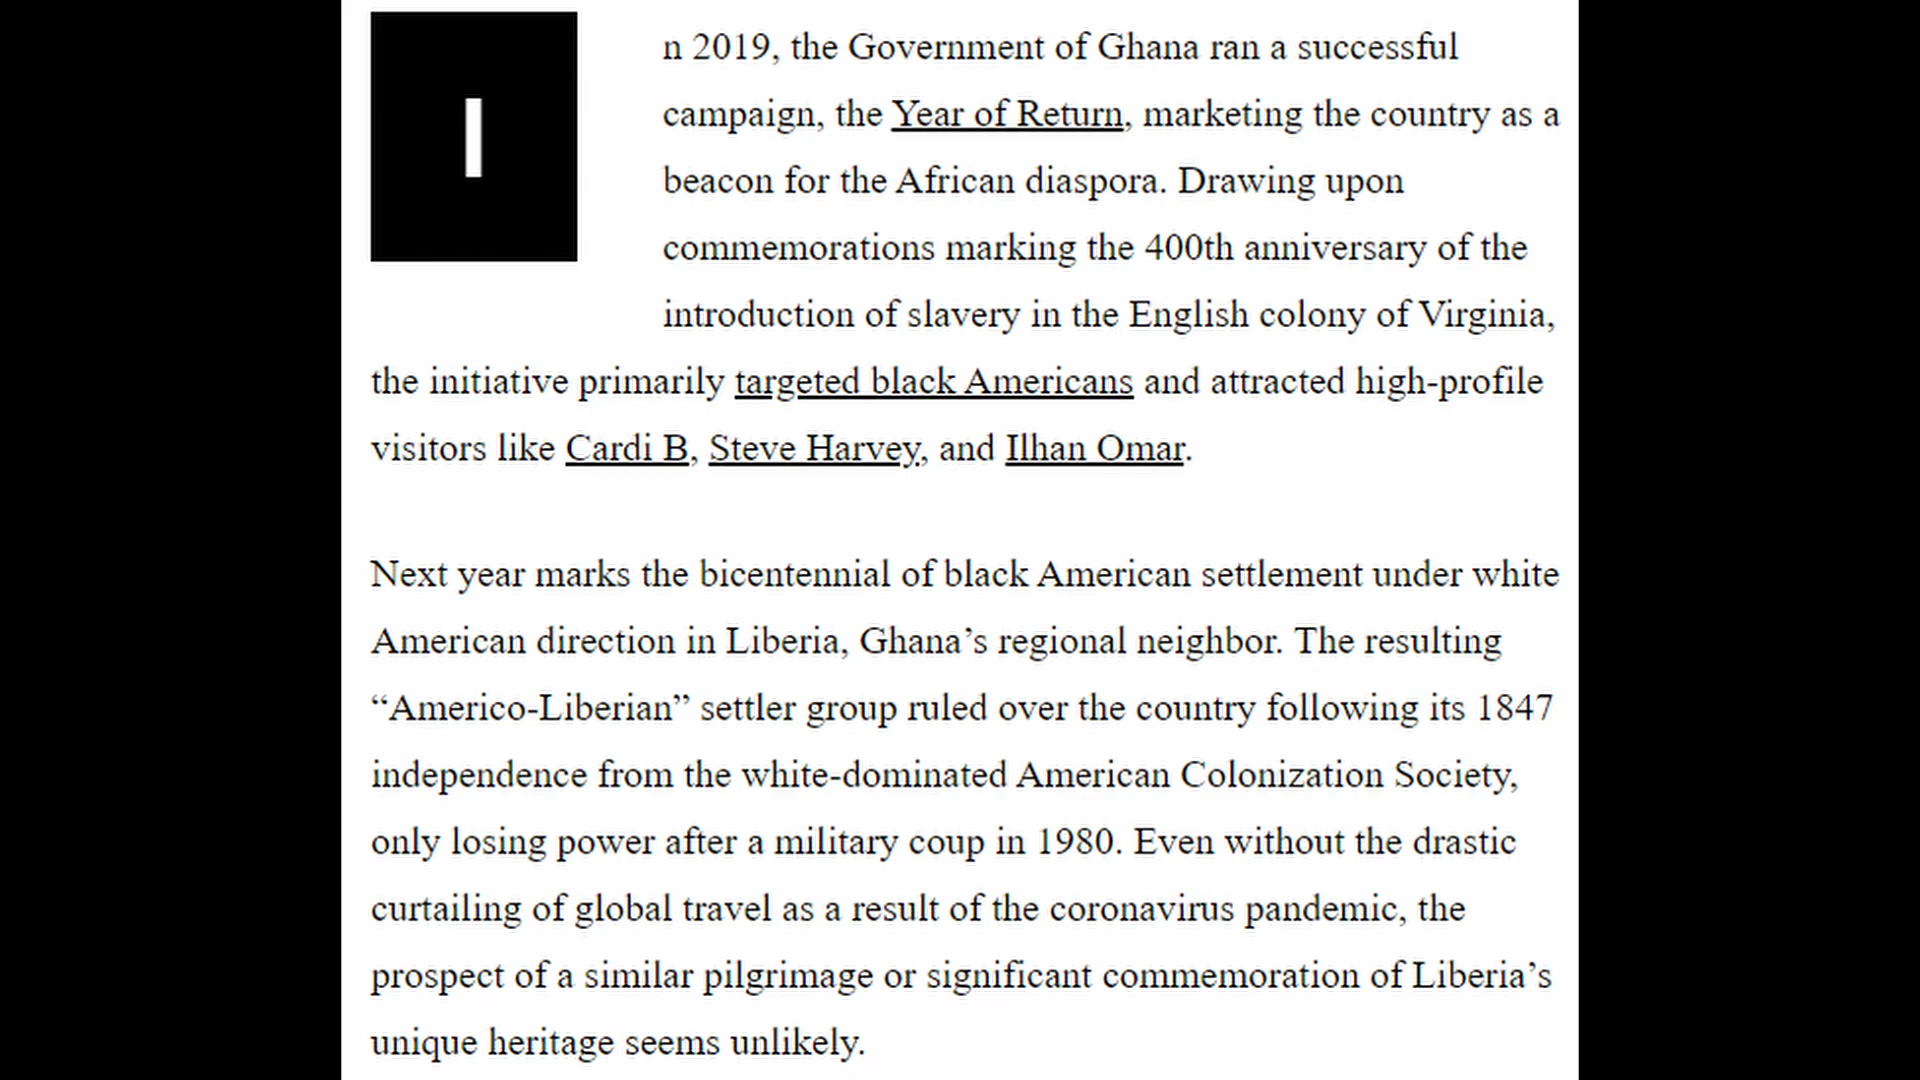 In 2019, the Government of Ghana ran a successful
campaign, the Year of Return, marketing the country as a
beacon for the African diaspora. Drawing upon
commemorations marking the 400th anniversary of the
introduction of slavery in the English colony of Virginia,
the initiative primarily targeted black Americans and attracted high-profile
visitors like Cardi B, Steve Harvey, and Ilhan Omar.
Next year marks the bicentennial of black American settlement under white
American direction in Liberia, Ghana’s regional neighbor. The resulting
“Americo-Liberian” settler group ruled over the country following its 1847
independence from the white-dominated American Colonization Society,
only losing power after a military coup in 1980. Even without the drastic
curtailing of global travel as a result of the coronavirus pandemic, the
prospect of a similar pilgrimage or significant commemoration of Liberia’s
unique heritage seems unlikely.